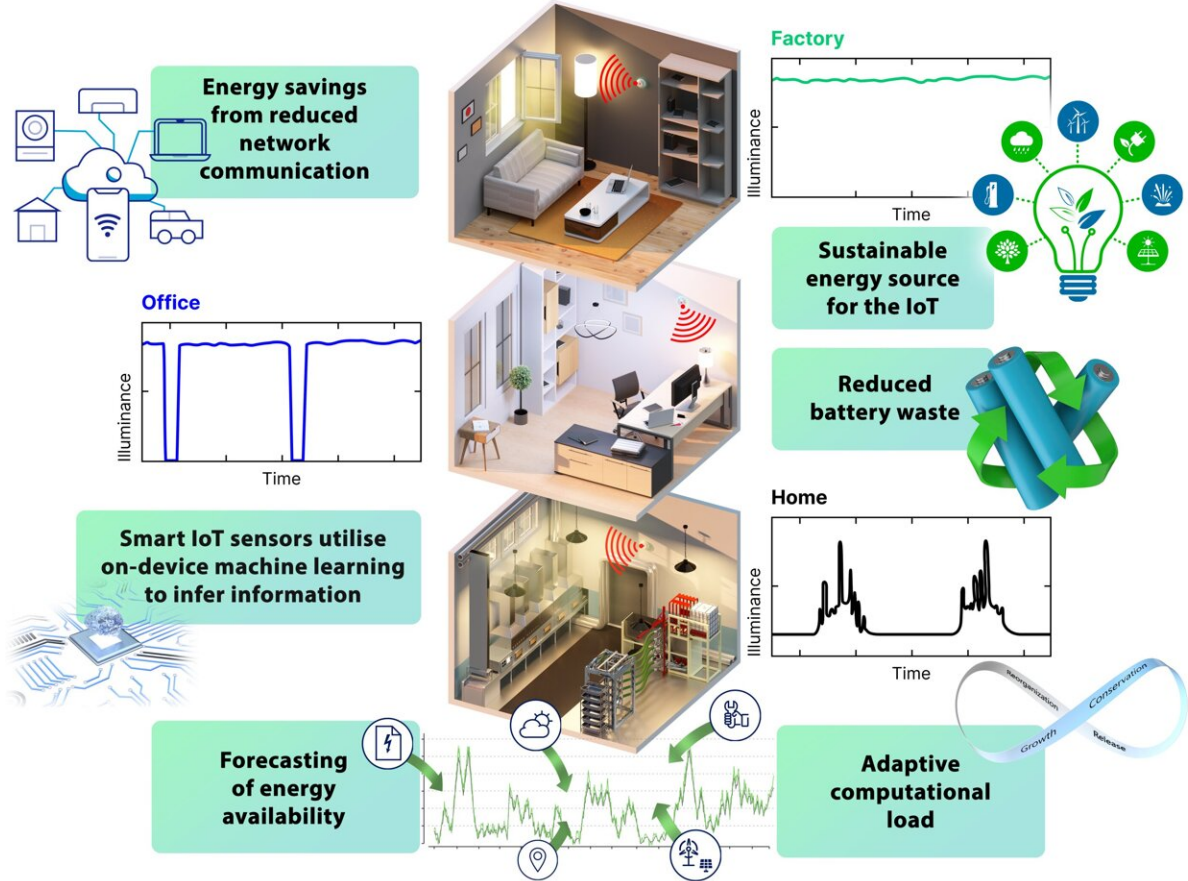 Energy savings
from reduced
network
communication
Factory
Illuminance
Time
Sustainable
energy source
for the IoT
Office
Illuminance
Time
Reduced
battery waste
Smart IoT sensors utilise
on-device machine learning
to infer information
Home
Illuminance
Time
Reorganization
Conservation
Growth
Release
Forecasting
of energy
availability
Adaptive
computational
load